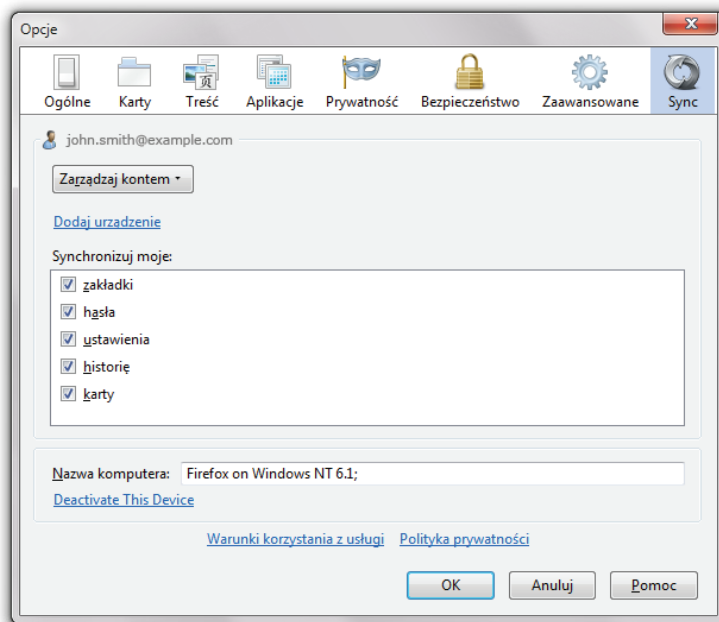 Opcje
Ogólne Karty Treść Aplikacje Prywatność Bezpieczeństwo Zaawansowane Sync
john.smith@example.com
Zarządzaj kontem
Dodaj urządzenie
Synchronizuj moje:
zakładki
hasła
ustawienia
historię
karty
Nazwa komputera: Firefox on Windows NT 6.1;
Deactivate This Device
Warunki korzystania z usługi Polityka prywatności
OK Anuluj Pomoc